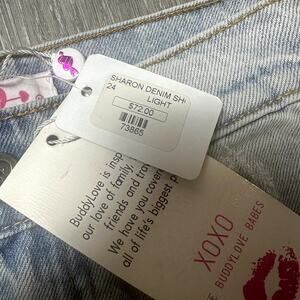 SHARON DENIM SH
24
LIGHT
$72.00
73865
BuddyLove is insp
our love of family,
friends and tra
We have you cover
all of life's biggest p
XOXO
E BUDDYLOVE BABES